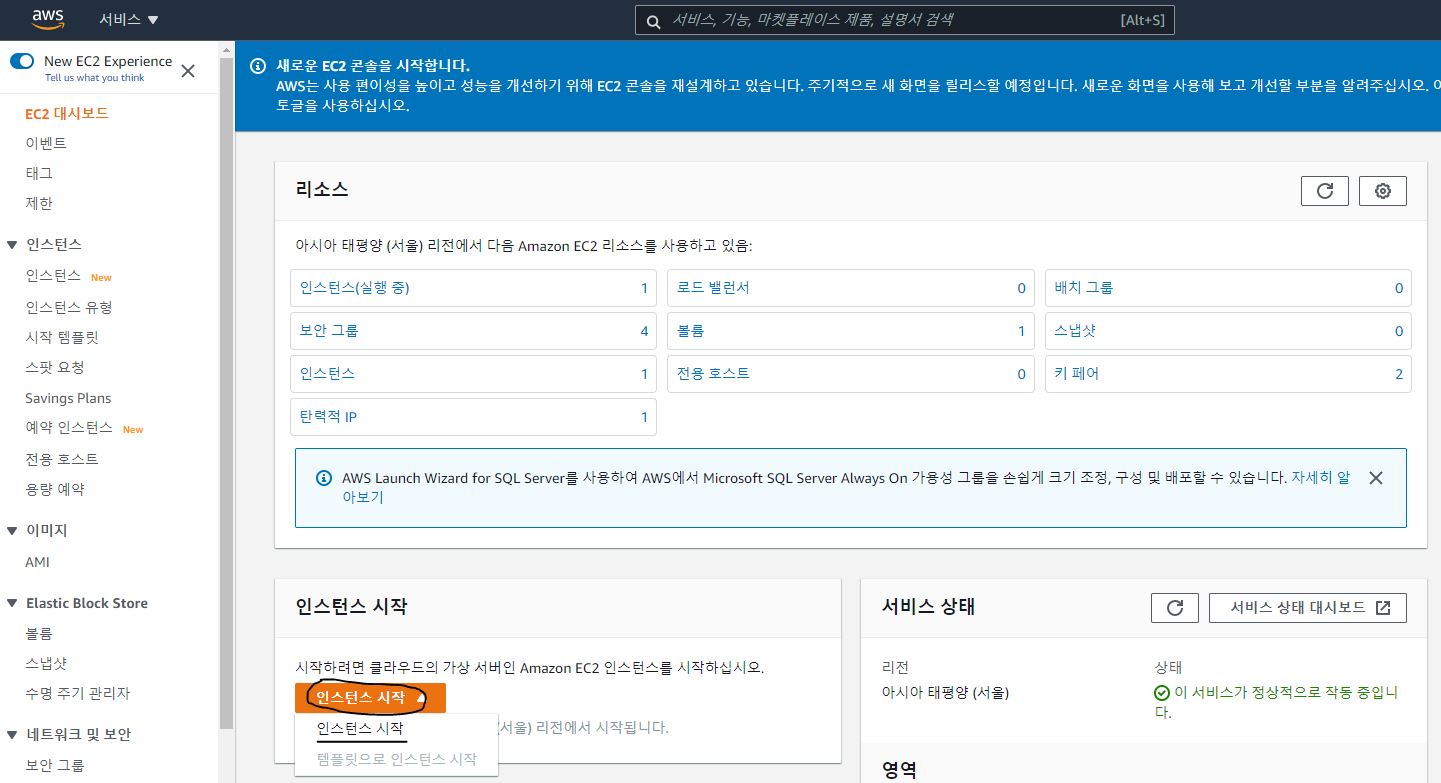 aws
서비스 ▼
서비스, 기능, 마켓플레이스 제품, 설명서 검색
[Alt+S]
New EC2 Experience
Tell us what you think
EC2 대시보드
이벤트
태그
제한
인스턴스
인스턴스 New
인스턴스 유형
시작 템플릿
스팟 요청
Savings Plans
예약 인스턴스 New
전용 호스트
용량 예약
이미지
AMI
Elastic Block Store
볼륨
스냅샷
수명 주기 관리자
네트워크 및 보안
보안 그룹
새로운 EC2 콘솔을 시작합니다.
AWS는 사용 편이성을 높이고 성능을 개선하기 위해 EC2 콘솔을 재설계하고 있습니다. 주기적으로 새 화면을 릴리스할 예정입니다. 새로운 화면을 사용해 보고 개선할 부분을 알려주십시오.
토글을 사용하십시오.
리소스
아시아 태평양 (서울) 리전에서 다음 Amazon EC2 리소스를 사용하고 있음:
인스턴스(실행 중) 1
로드 밸런서 0
배치 그룹 0
보안 그룹 4
볼륨 1
스냅샷 0
인스턴스 1
전용 호스트 0
키 페어 2
탄력적 IP 1
AWS Launch Wizard for SQL Server를 사용하여 AWS에서 Microsoft SQL Server Always On 가용성 그룹을 손쉽게 크기 조정, 구성 및 배포할 수 있습니다. 자세히 알
아보기
인스턴스 시작
시작하려면 클라우드의 가상 서버인 Amazon EC2 인스턴스를 시작하십시오.
인스턴스 시작 ▲
인스턴스 시작
(서울) 리전에서 시작됩니다.
템플릿으로 인스턴스 시작
서비스 상태
서비스 상태 대시보드
리전
아시아 태평양 (서울)
상태
이 서비스가 정상적으로 작동 중입니
다.
영역